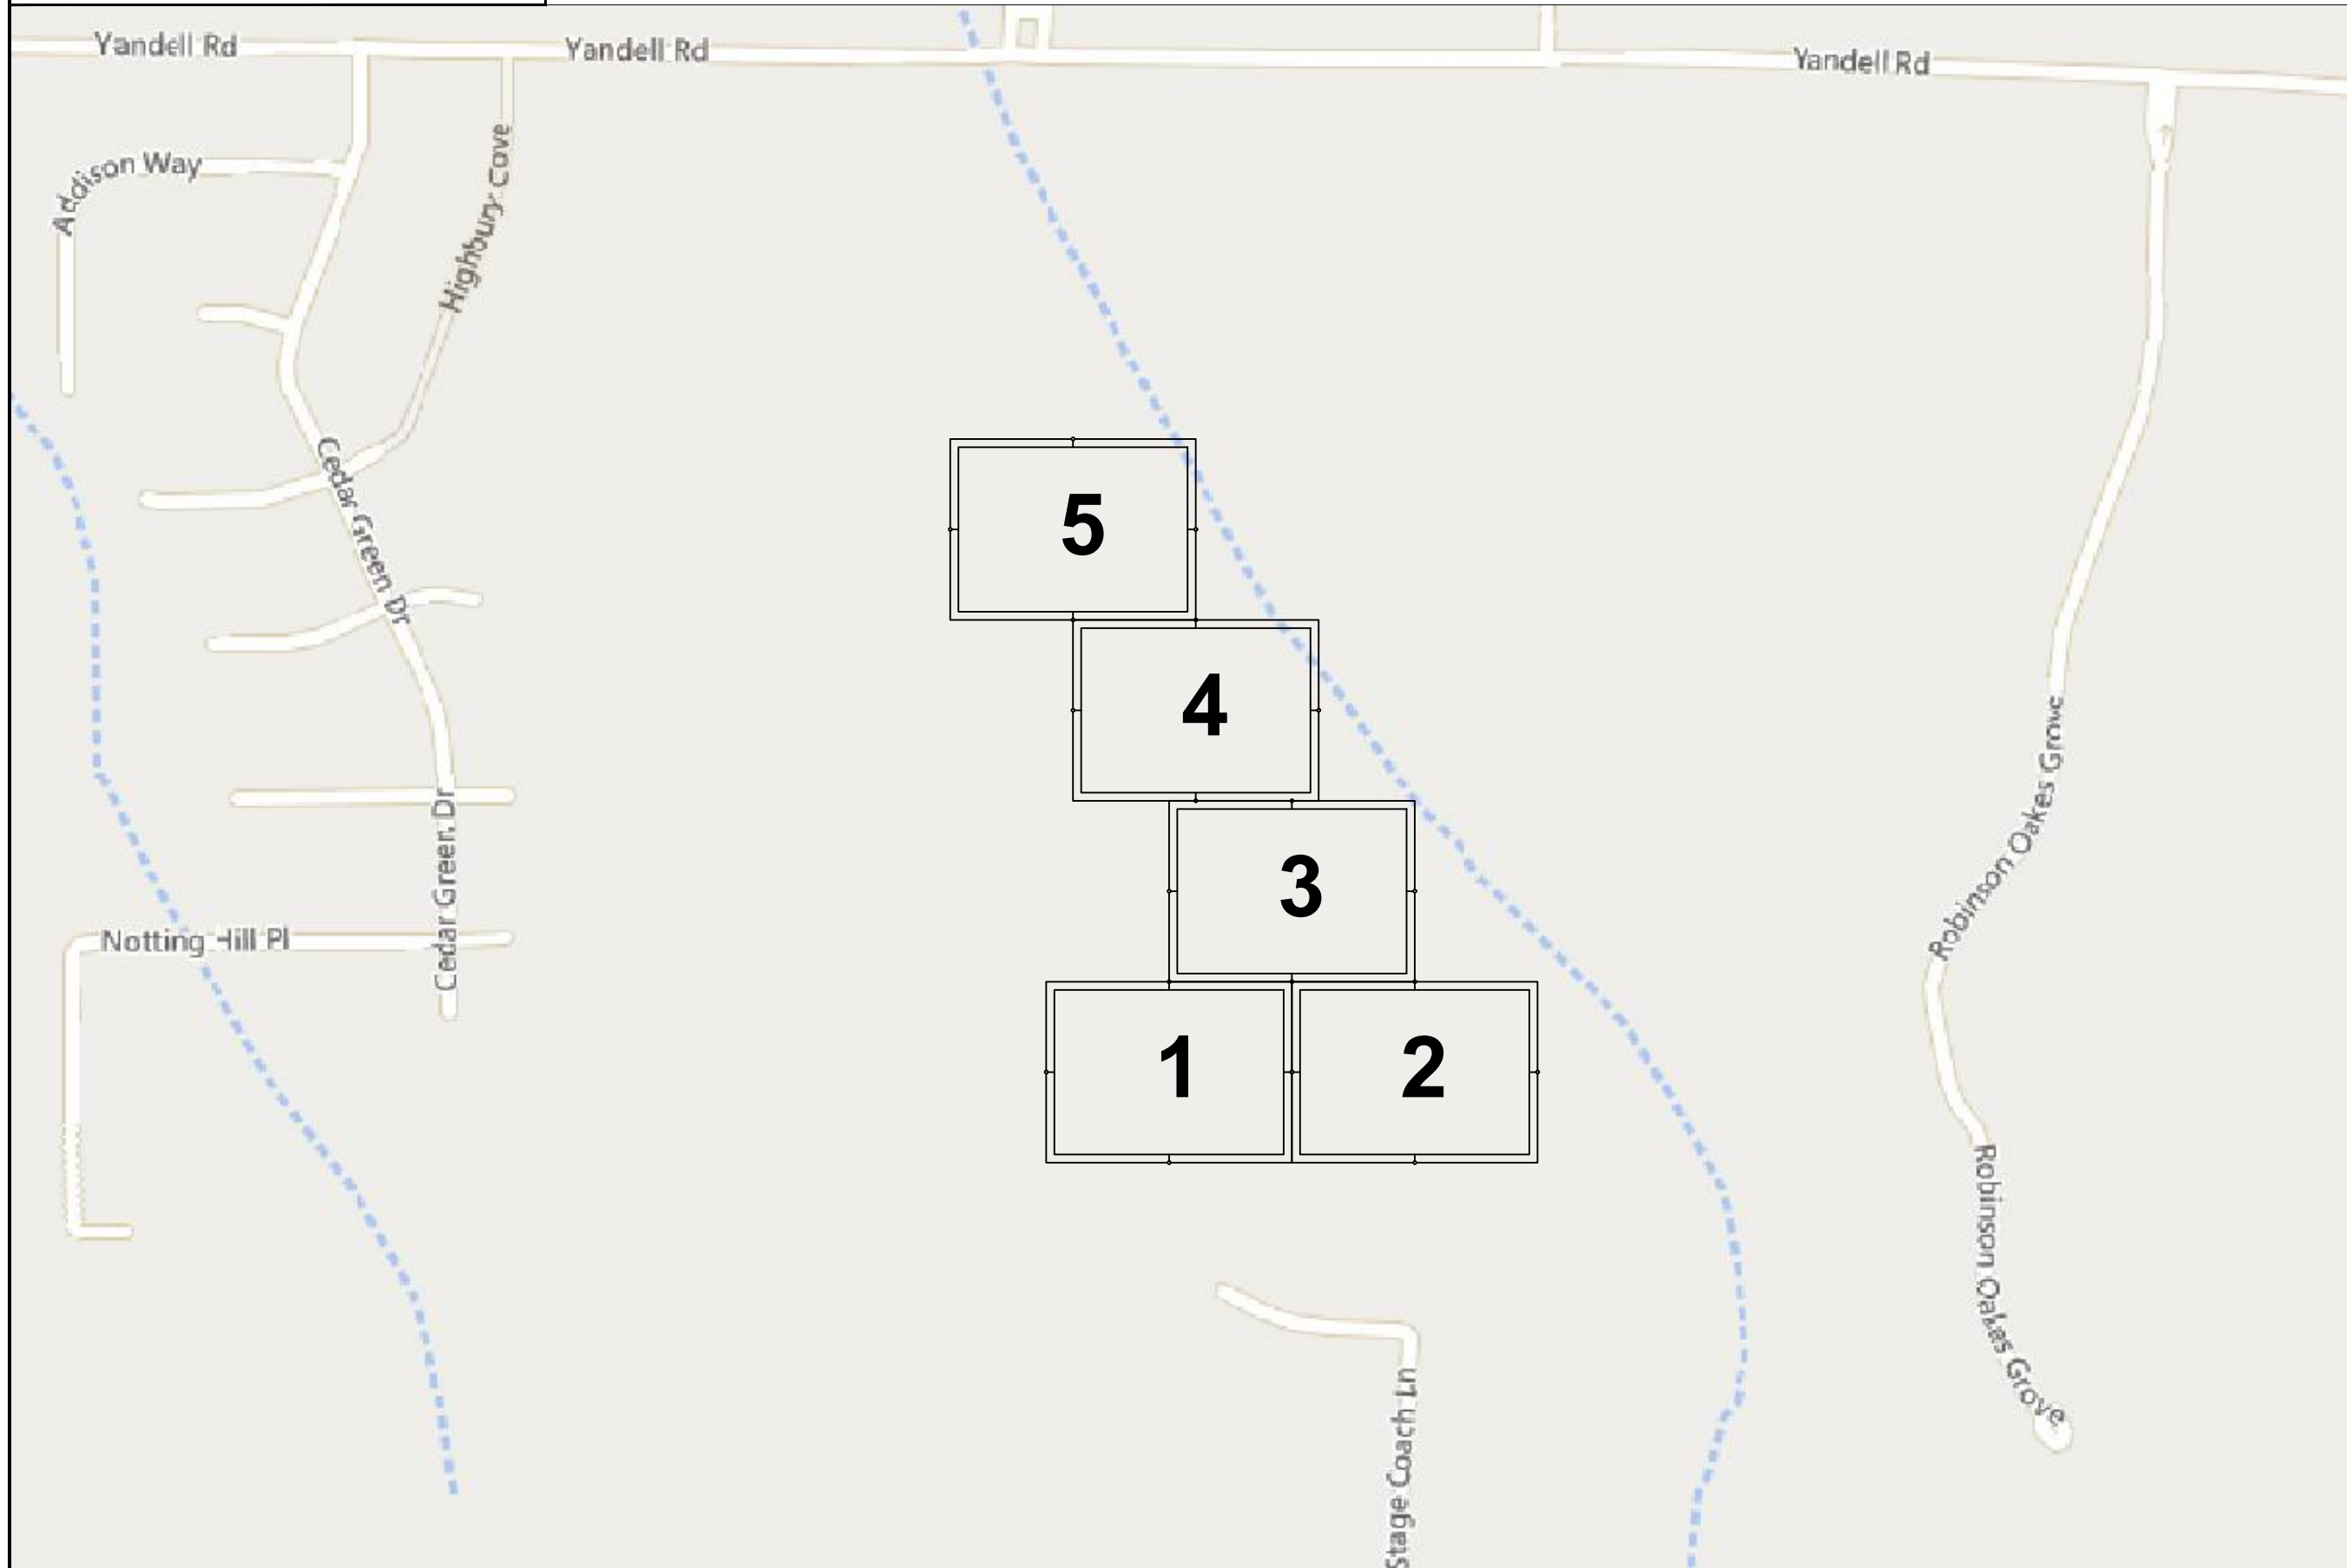 Yandell Rd
Yandell Rd
Yandell Rd
Addison Way
Highbury Cove
Cedar Green Dr
5
4
Robinson Oakes Grove
Cedar Green Dr
3
Notting Hill Pl
1
2
Robinson Oakes Grove
Stage Coach Ln